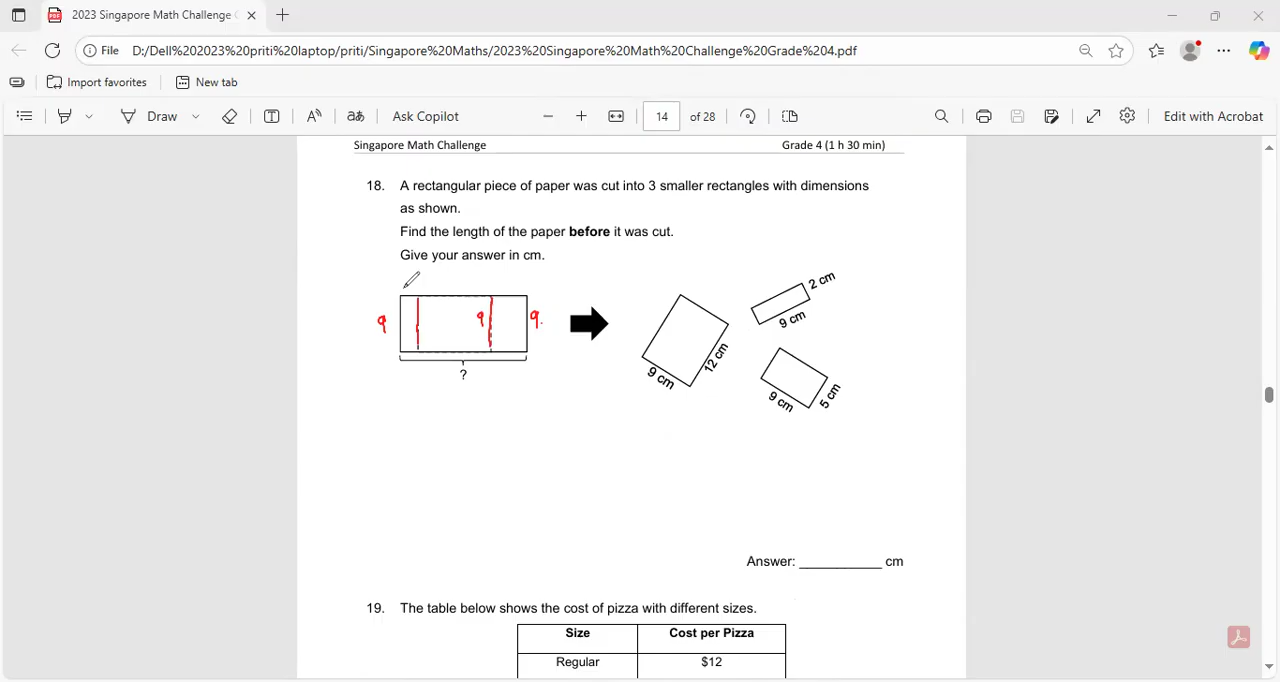 2023 Singapore Math Challenge G
File D:/Dell%202023%20priti%20laptop/priti/Singapore%20Maths/2023%20Singapore%20Math%20Challenge%20Grade%204.pdf
Import favorites New tab
Draw aあ Ask Copilot 14 of 28 Edit with Acrobat
Singapore Math Challenge Grade 4 (1 h 30 min)
18. A rectangular piece of paper was cut into 3 smaller rectangles with dimensions
as shown.
Find the length of the paper before it was cut.
Give your answer in cm.
2 cm
9 cm
9 9 9.
12 cm
9 cm
5 cm
9 cm
?
Answer: ___________ cm
19. The table below shows the cost of pizza with different sizes.
Size Cost per Pizza
Regular $12